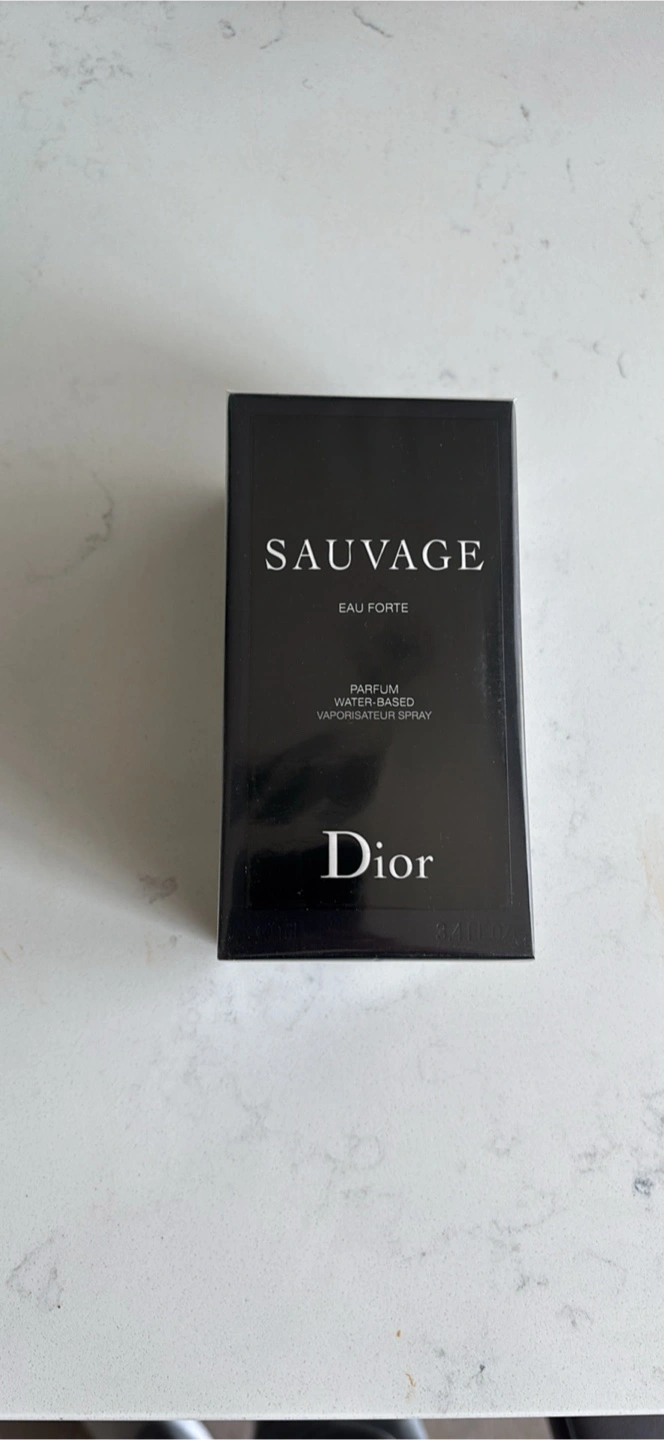 SAUVAGE
EAU FORTE
PARFUM
WATER-BASED
VAPORISATEUR SPRAY
Dior